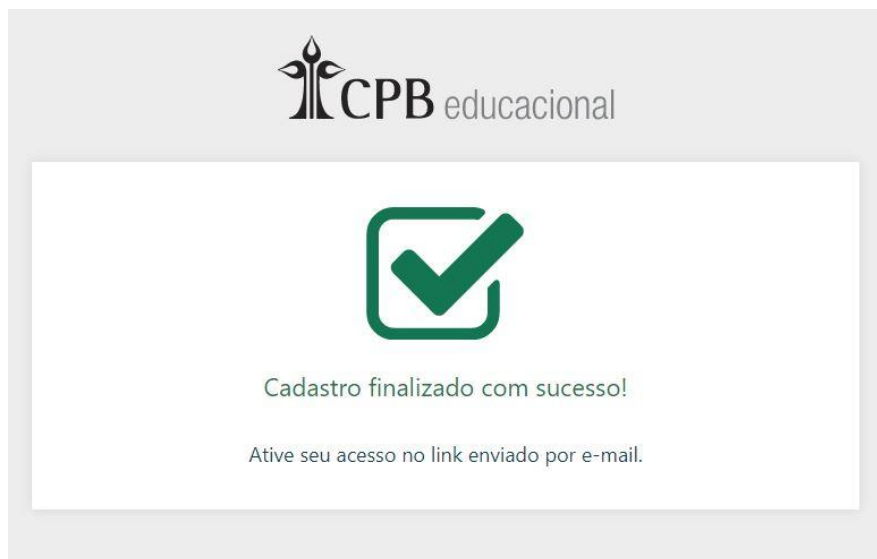 CPB educacional
Cadastro finalizado com sucesso!
Ative seu acesso no link enviado por e-mail.